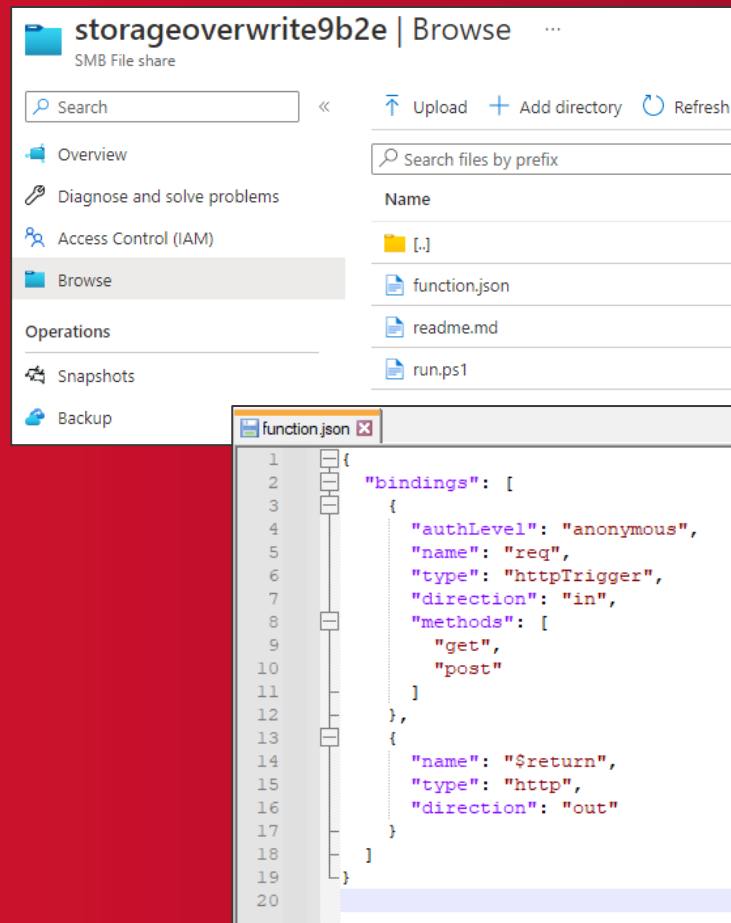 storageoverwrite9b2e | Browse ...
SMB File share
Search «
Upload + Add directory Refresh
Overview
Search files by prefix
Diagnose and solve problems
Name
Access Control (IAM)
[..]
Browse
function.json
Operations
readme.md
Snapshots
run.ps1
Backup
function.json
1 {
2 "bindings": [
3 {
4 "authLevel": "anonymous",
5 "name": "req",
6 "type": "httpTrigger",
7 "direction": "in",
8 "methods": [
9 "get",
10 "post"
11 ]
12 },
13 {
14 "name": "$return",
15 "type": "http",
16 "direction": "out"
17 }
18 ]
19 }
20